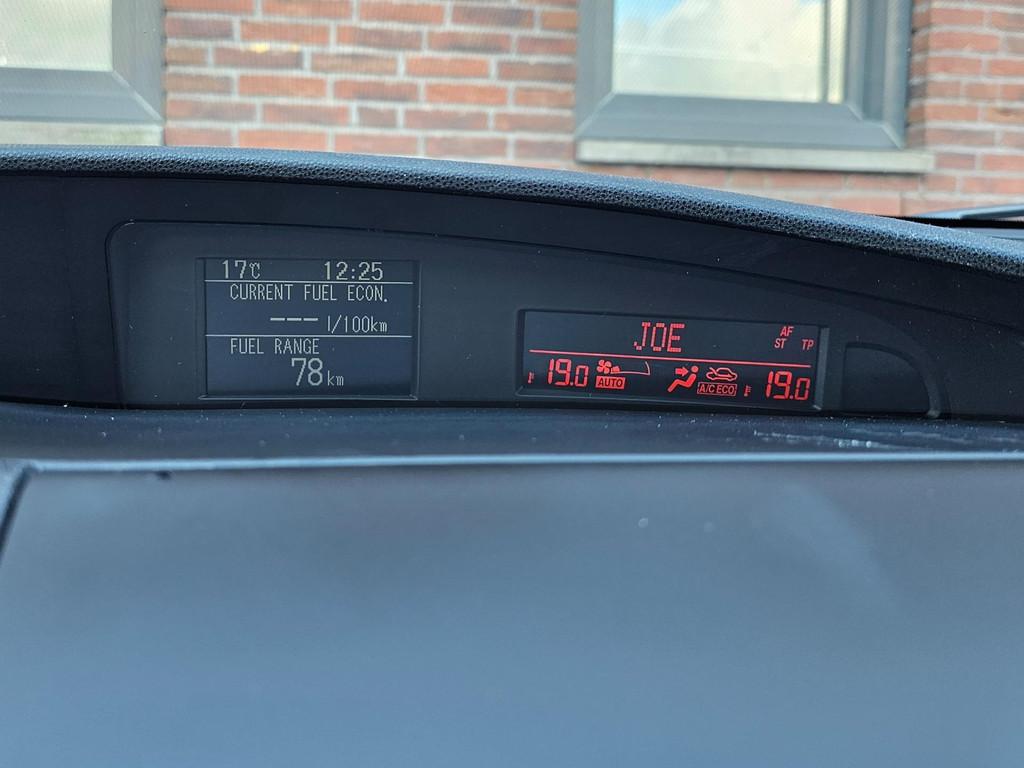 17℃ 12:25
CURRENT FUEL ECON.
--- l/100km
FUEL RANGE
78km
JOE
AF
ST TP
19.0 AUTO A/C ECO 19.0